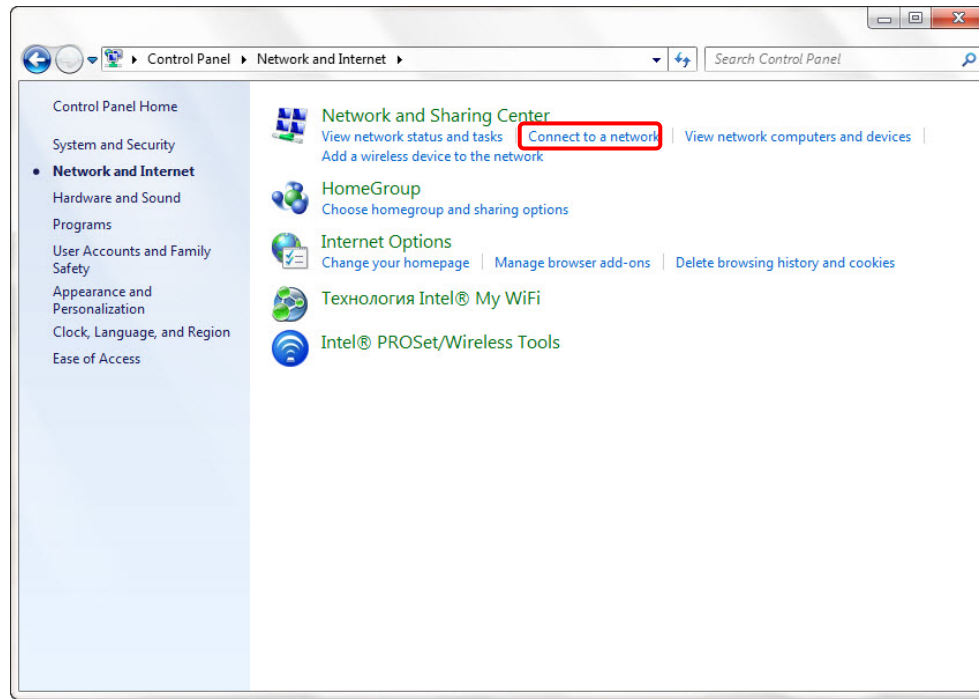 Control Panel Network and Internet Search Control Panel
Control Panel Home
System and Security
Network and Internet
Hardware and Sound
Programs
User Accounts and Family
Safety
Appearance and
Personalization
Clock, Language, and Region
Ease of Access
Network and Sharing Center
View network status and tasks Connect to a network View network computers and devices
Add a wireless device to the network
HomeGroup
Choose homegroup and sharing options
Internet Options
Change your homepage Manage browser add-ons Delete browsing history and cookies
Технология Intel® My WiFi
Intel® PROSet/Wireless Tools